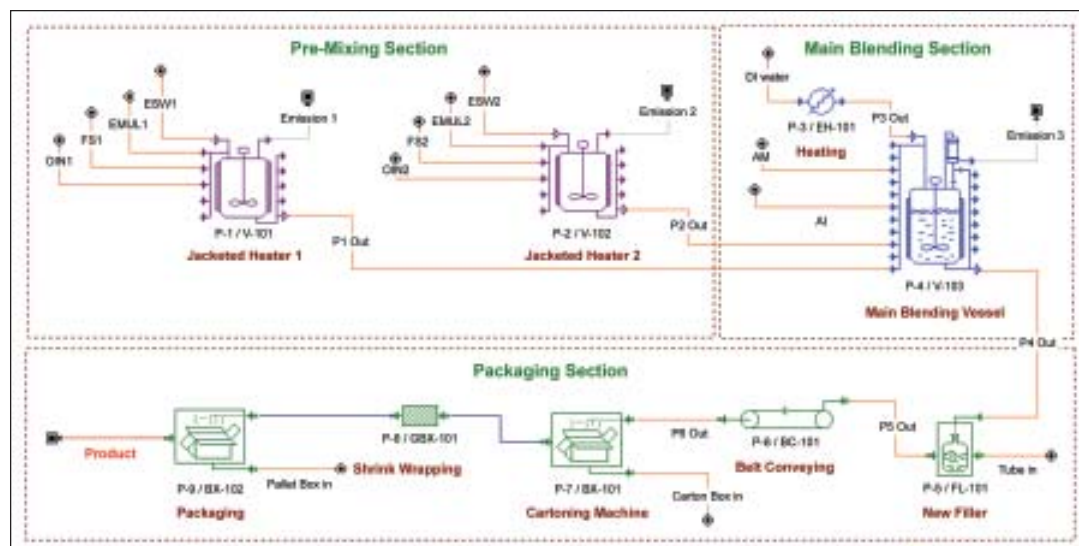 Pre-Mixing Section
Main Blending Section
ESW1
EMUL1
FS1
OIN1
Emission 1
P-1 / V-101
Jacketed Heater 1
P1 Out
ESW2
EMUL2
FS2
OIN2
Emission 2
P-2 / V-102
Jacketed Heater 2
P2 Out
DI water
P-3 / EH-101
Heating
P3 Out
AM
AI
Emission 3
P-4 / V-103
Main Blending Vessel
P4 Out
Packaging Section
Product
P-9 / BX-102
Packaging
Pallet Box in
P-8 / GBX-101
Shrink Wrapping
P-7 / BX-101
Cartoning Machine
Carton Box in
P6 Out
P-6 / BC-101
Belt Conveying
P5 Out
P-5 / FL-101
New Filler
Tube in